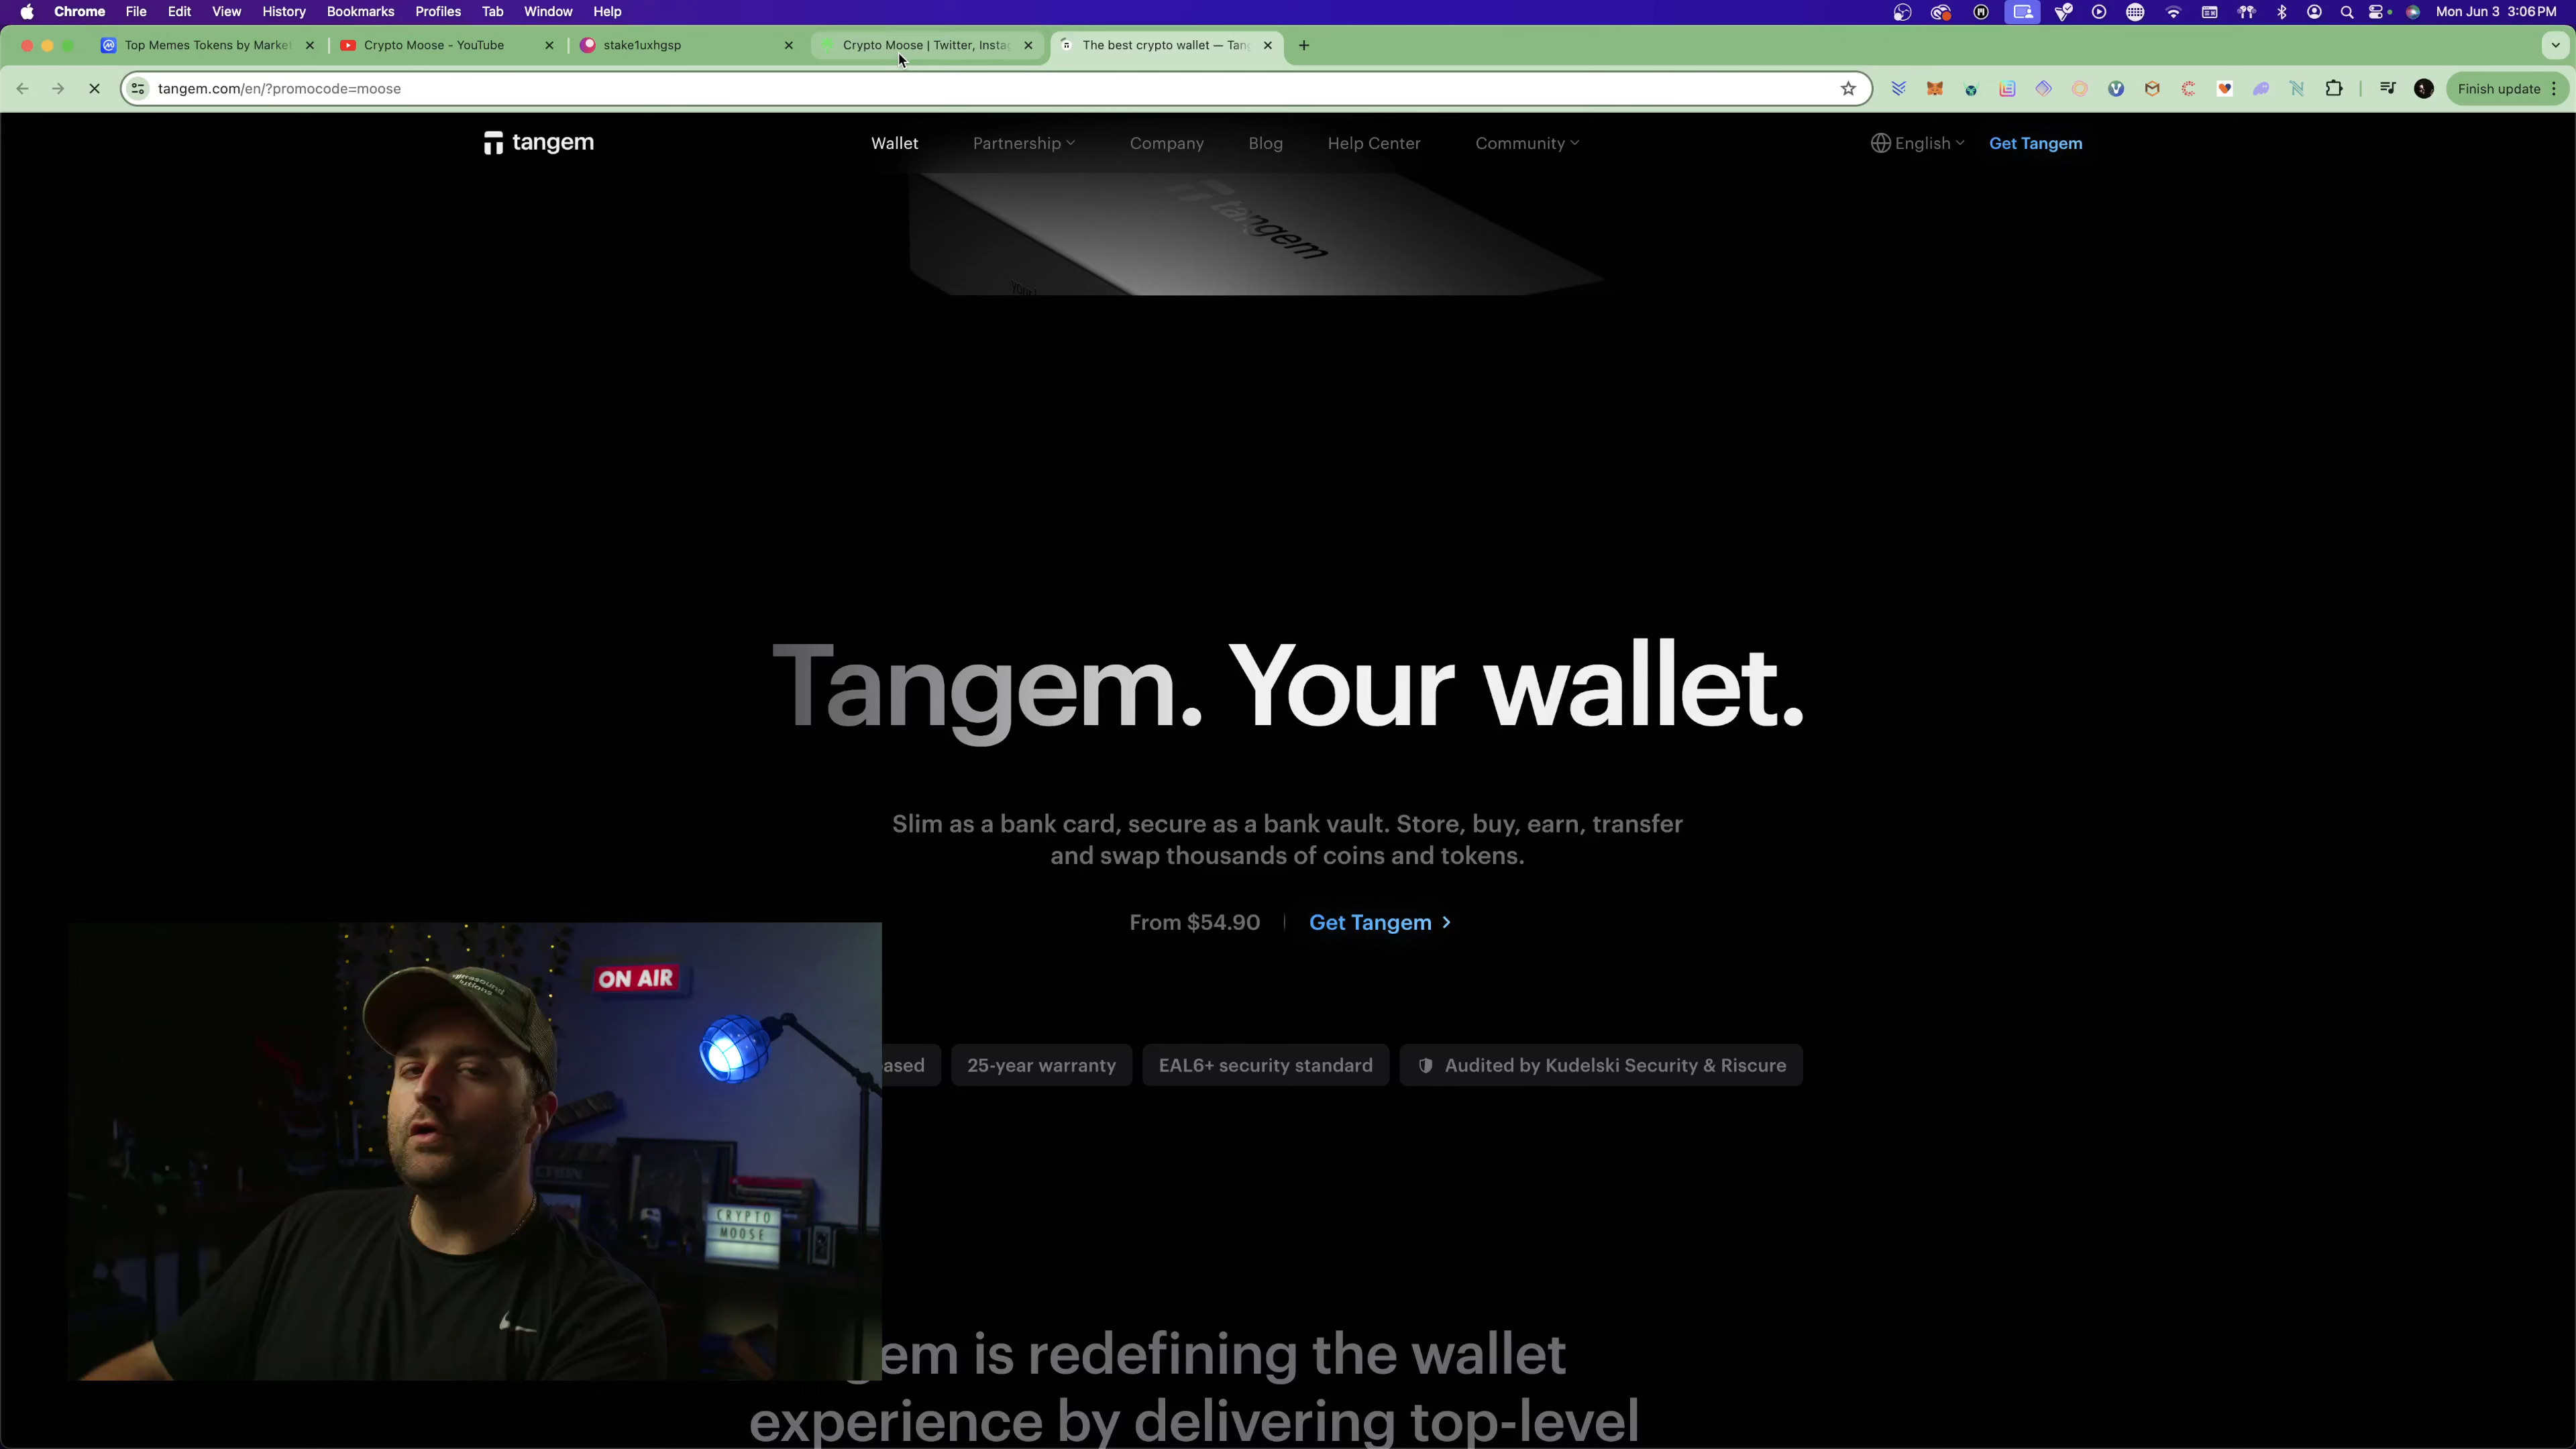 Chrome File Edit View History Bookmarks Profiles Tab Window Help
Mon Jun 3 3:06 PM
Top Memes Tokens by Market
Crypto Moose - YouTube
stake1uxhgsp
Crypto Moose | Twitter, Insta
The best crypto wallet — Tan
tangem.com/en/?promocode=moose
Finish update
tangem
Wallet Partnership Company Blog Help Center Community
English Get Tangem
tangem
Tangem. Your wallet.
Slim as a bank card, secure as a bank vault. Store, buy, earn, transfer
and swap thousands of coins and tokens.
From $54.90 Get Tangem
ON AIR
ased 25-year warranty EAL6+ security standard Audited by Kudelski Security & Riscure
CRYPTO
MOOSE
em is redefining the wallet
experience by delivering top-level